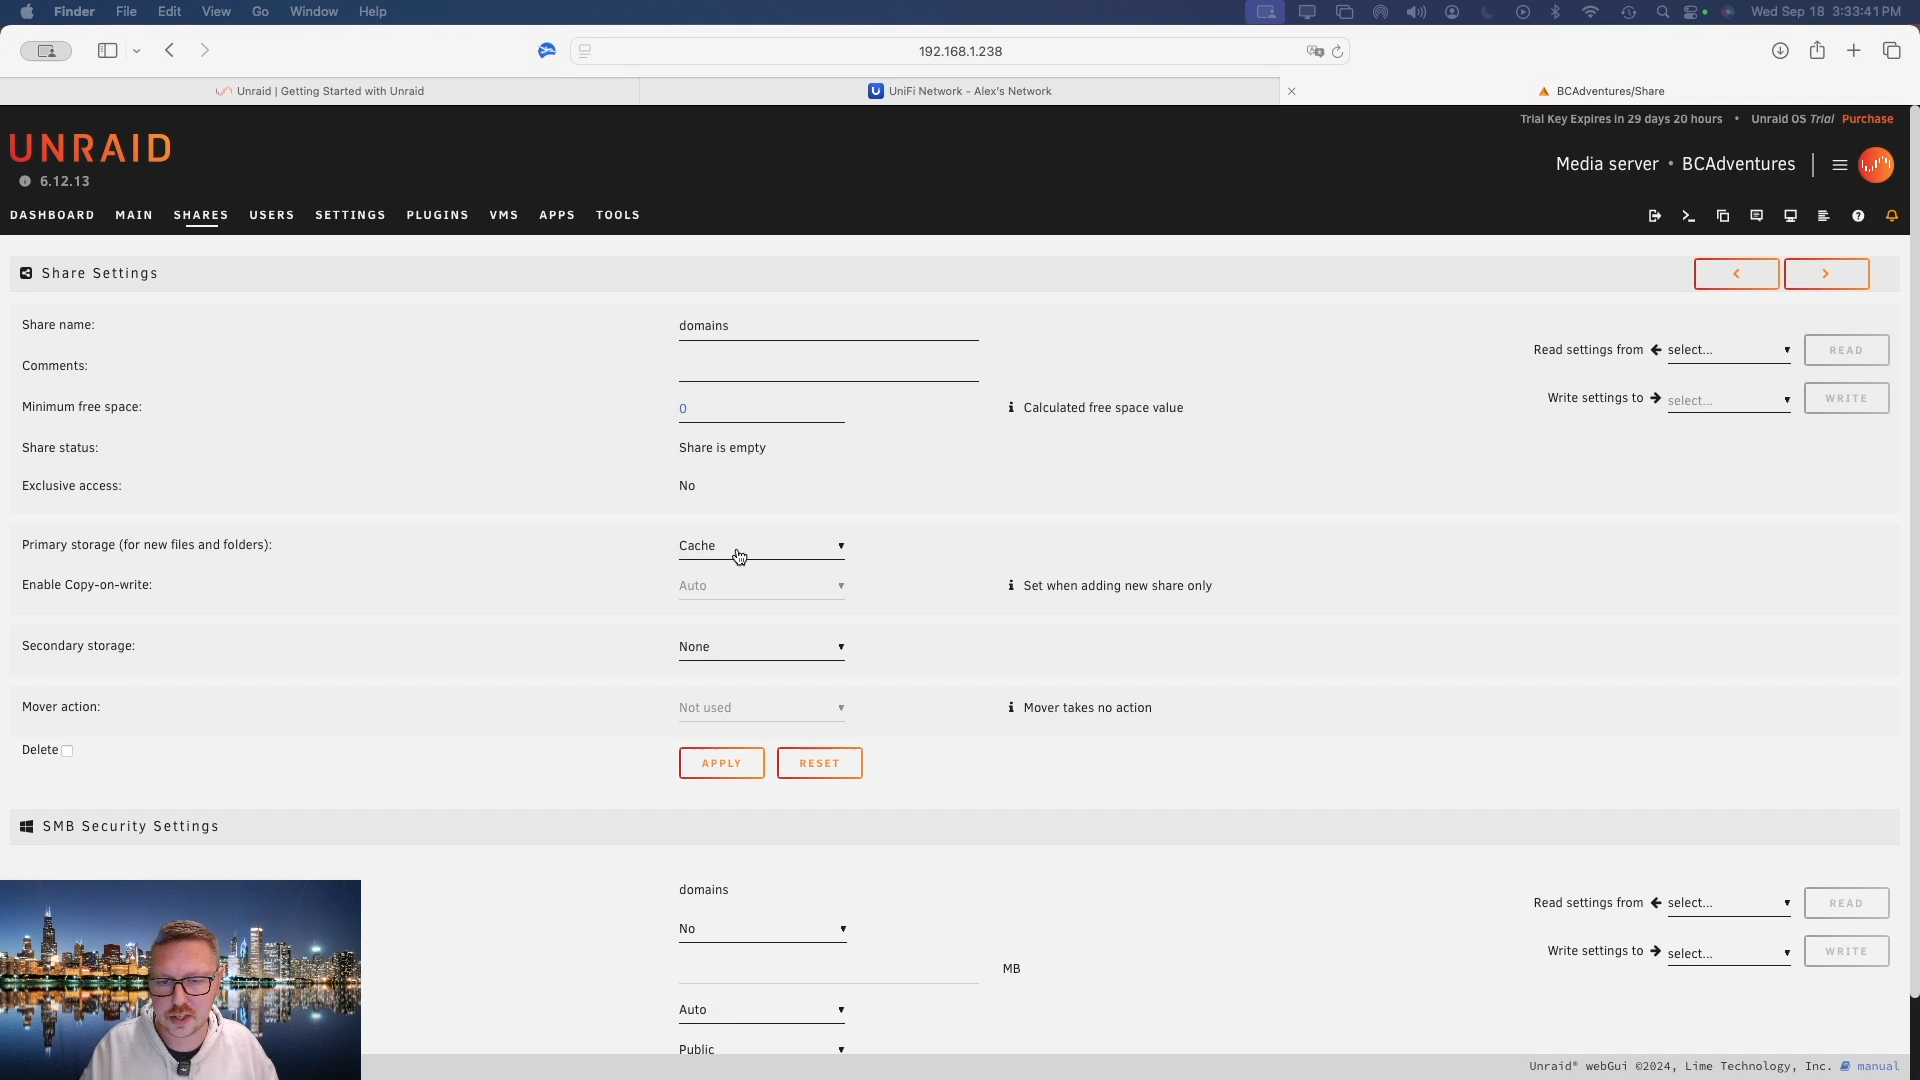 Finder File Edit View Go Window Help Wed Sep 18 3:33:41 PM
192.168.1.238
Unraid | Getting Started with Unraid UniFi Network - Alex's Network BCAdventures/Share
Trial Key Expires in 29 days 20 hours • Unraid OS Trial Purchase
UNRAID
Media server • BCAdventures
6.12.13
DASHBOARD MAIN SHARES USERS SETTINGS PLUGINS VMS APPS TOOLS
Share Settings
Share name: domains
Read settings from select... READ
Comments:
Write settings to select... WRITE
Minimum free space: 0 Calculated free space value
Share status: Share is empty
Exclusive access: No
Primary storage (for new files and folders): Cache
Enable Copy-on-write: Auto Set when adding new share only
Secondary storage: None
Mover action: Not used Mover takes no action
Delete
APPLY RESET
SMB Security Settings
domains
Read settings from select... READ
No
Write settings to select... WRITE
MB
Auto
Public
Unraid® webGui ©2024, Lime Technology, Inc. manual